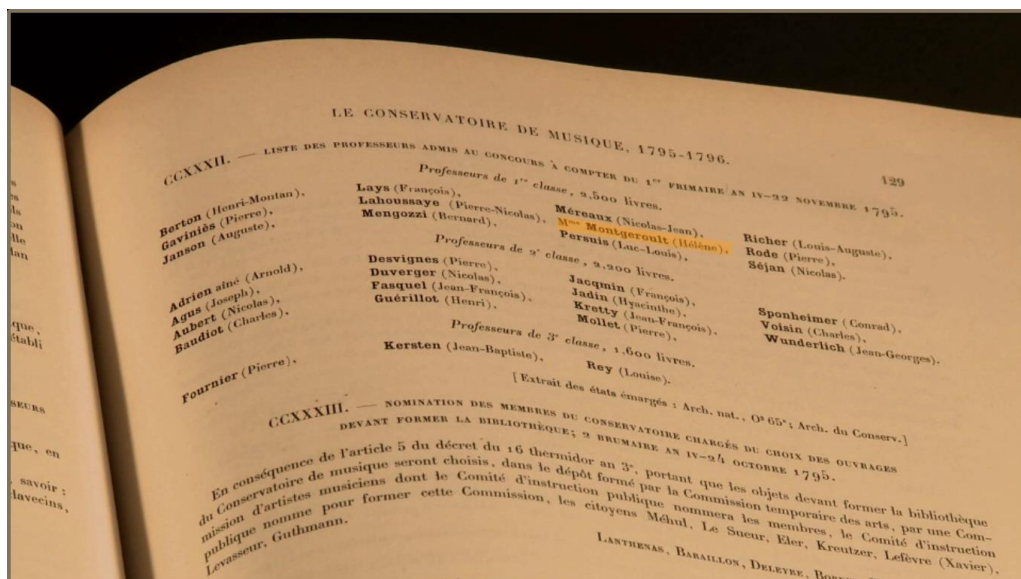 LE CONSERVATOIRE DE MUSIQUE, 1795-1796.
129
CCXXXII. — LISTE DES PROFESSEURS ADMIS AU CONCOURS À COMPTER DU 1er FRIMAIRE AN IV-22 NOVEMBRE 1795.
Professeurs de 1re classe, 2,500 livres.
Berton (Henri-Montan), Lays (François), Méreaux (Nicolas-Jean), Richer (Louis-Auguste),
Gaviniès (Pierre), Lahoussaye (Pierre-Nicolas), Mme Montgeroult (Hélène), Rode (Pierre),
Janson (Auguste), Mengozzi (Bernard), Persuis (Luc-Louis), Séjan (Nicolas).
Professeurs de 2e classe, 2,200 livres.
Adrien aîné (Arnold), Desvignes (Pierre), Jacqmin (François), Sponheimer (Conrad),
Agus (Joseph), Duverger (Nicolas), Jadin (Hyacinthe), Voisin (Charles),
Aubert (Nicolas), Fasquel (Jean-François), Kretty (Jean-François), Wunderlich (Jean-Georges).
Baudiot (Charles), Guérillot (Henri), Mollet (Pierre),
Professeurs de 3e classe, 1,600 livres.
Fournier (Pierre), Kersten (Jean-Baptiste), Rey (Louise).
[Extrait des états émargés : Arch. nat., O² 65*; Arch. du Conserv.]
CCXXXIII. — NOMINATION DES MEMBRES DU CONSERVATOIRE CHARGÉS DU CHOIX DES OUVRAGES
DEVANT FORMER LA BIBLIOTHÈQUE; 2 BRUMAIRE AN IV-24 OCTOBRE 1795.
En conséquence de l'article 5 du décret du 16 thermidor an 3e, portant que les objets devant former la bibliothèque
du Conservatoire de musique seront choisis, dans le dépôt formé par la Commission temporaire des arts, par une Com-
mission d'artistes musiciens dont le Comité d'instruction publique nommera les membres, le Comité d'instruction
publique nomme pour former cette Commission, les citoyens Méhul, Le Sueur, Eler, Kreutzer, Lefèvre (Xavier),
Levasseur, Guthmann.
LANTHENAS, BARAILON, DELEYRE,
que,
établi
SEURS
que, en
savoir :
lavecins,